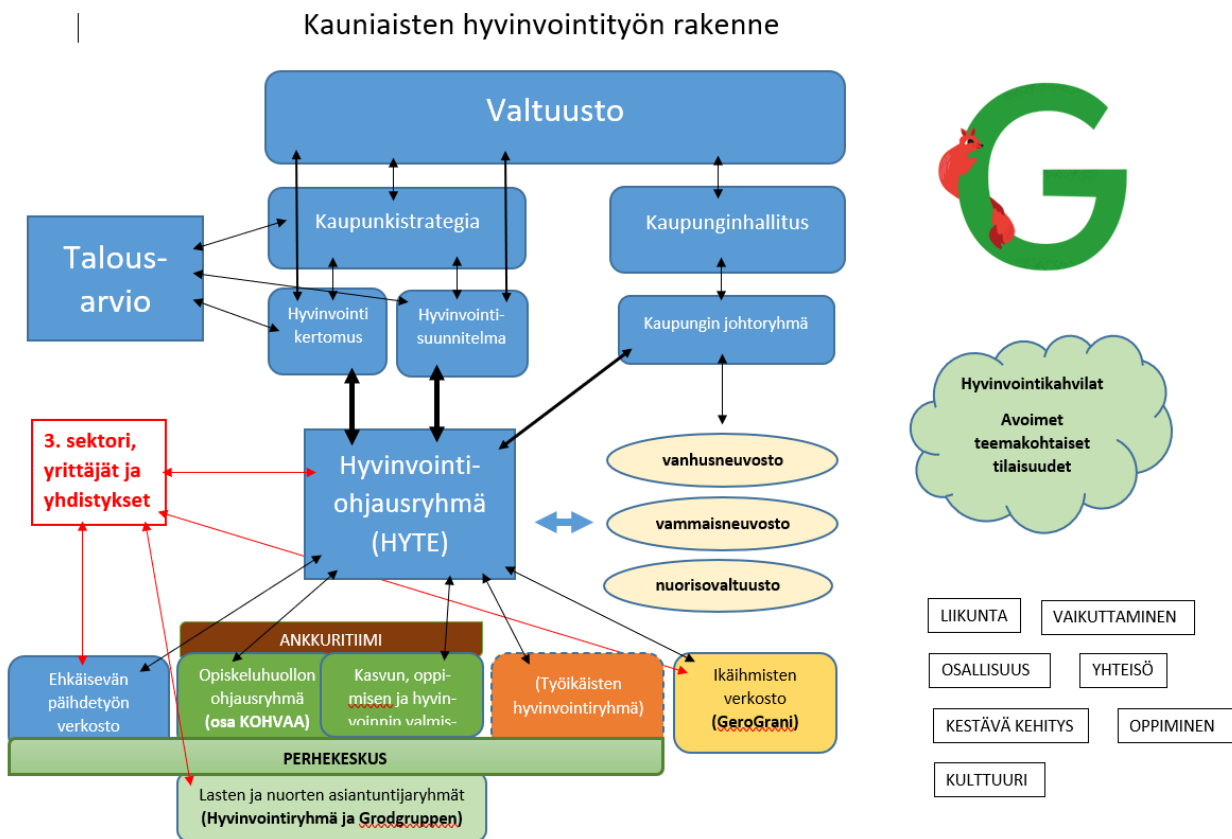 Kauniaisten hyvinvointityön rakenne
Valtuusto
Kaupunkistrategia
Kaupunginhallitus
Talous-
arvio
Hyvinvointi
kertomus
Hyvinvointi-
suunnitelma
Kaupungin johtoryhmä
G
Hyvinvointikahvilat
Avoimet
teemakohtaiset
tilaisuudet
3. sektori,
yrittäjät ja
yhdistykset
Hyvinvointi-
ohjausryhmä
(HYTE)
vanhusneuvosto
vammaisneuvosto
nuorisovaltuusto
LIIKUNTA
VAIKUTTAMINEN
OSALLISUUS
YHTEISÖ
KESTÄVÄ KEHITYS
OPPIMINEN
KULTTUURI
ANKKURITIIMI
Ehkäisevän
päihdetyön
verkosto
Opiskeluhuollon
ohjausryhmä
(osa KOHVAA)
Kasvun, oppi-
misen ja hyvin-
voinnin valmis-
(Työikäisten
hyvinvointiryhmä)
Ikäihmisten
verkosto
(GeroGrani)
PERHEKESKUS
Lasten ja nuorten asiantuntijaryhmät
(Hyvinvointiryhmä ja Grodgruppen)